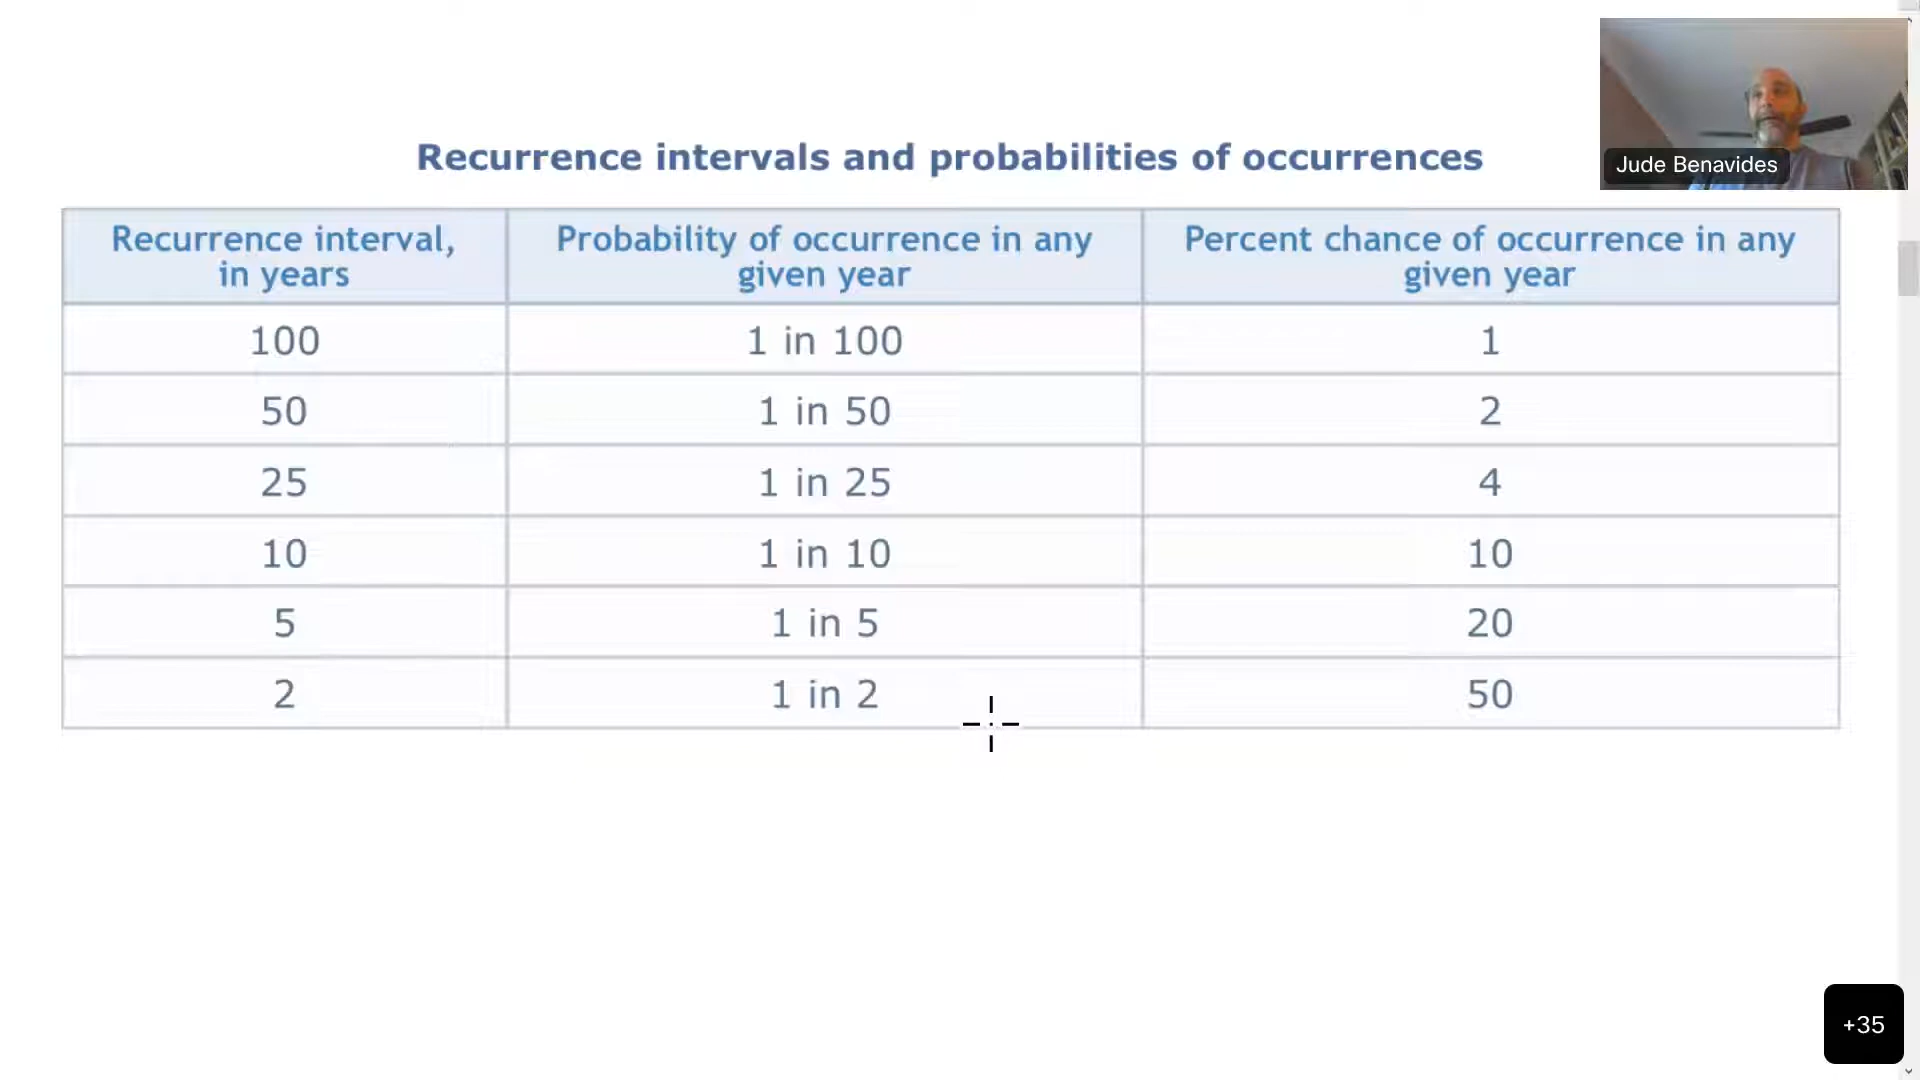 Recurrence intervals and probabilities of occurrences
Jude Benavides
Recurrence interval, in years
Probability of occurrence in any given year
Percent chance of occurrence in any given year
100 1 in 100 1
50 1 in 50 2
25 1 in 25 4
10 1 in 10 10
5 1 in 5 20
2 1 in 2 50
+35